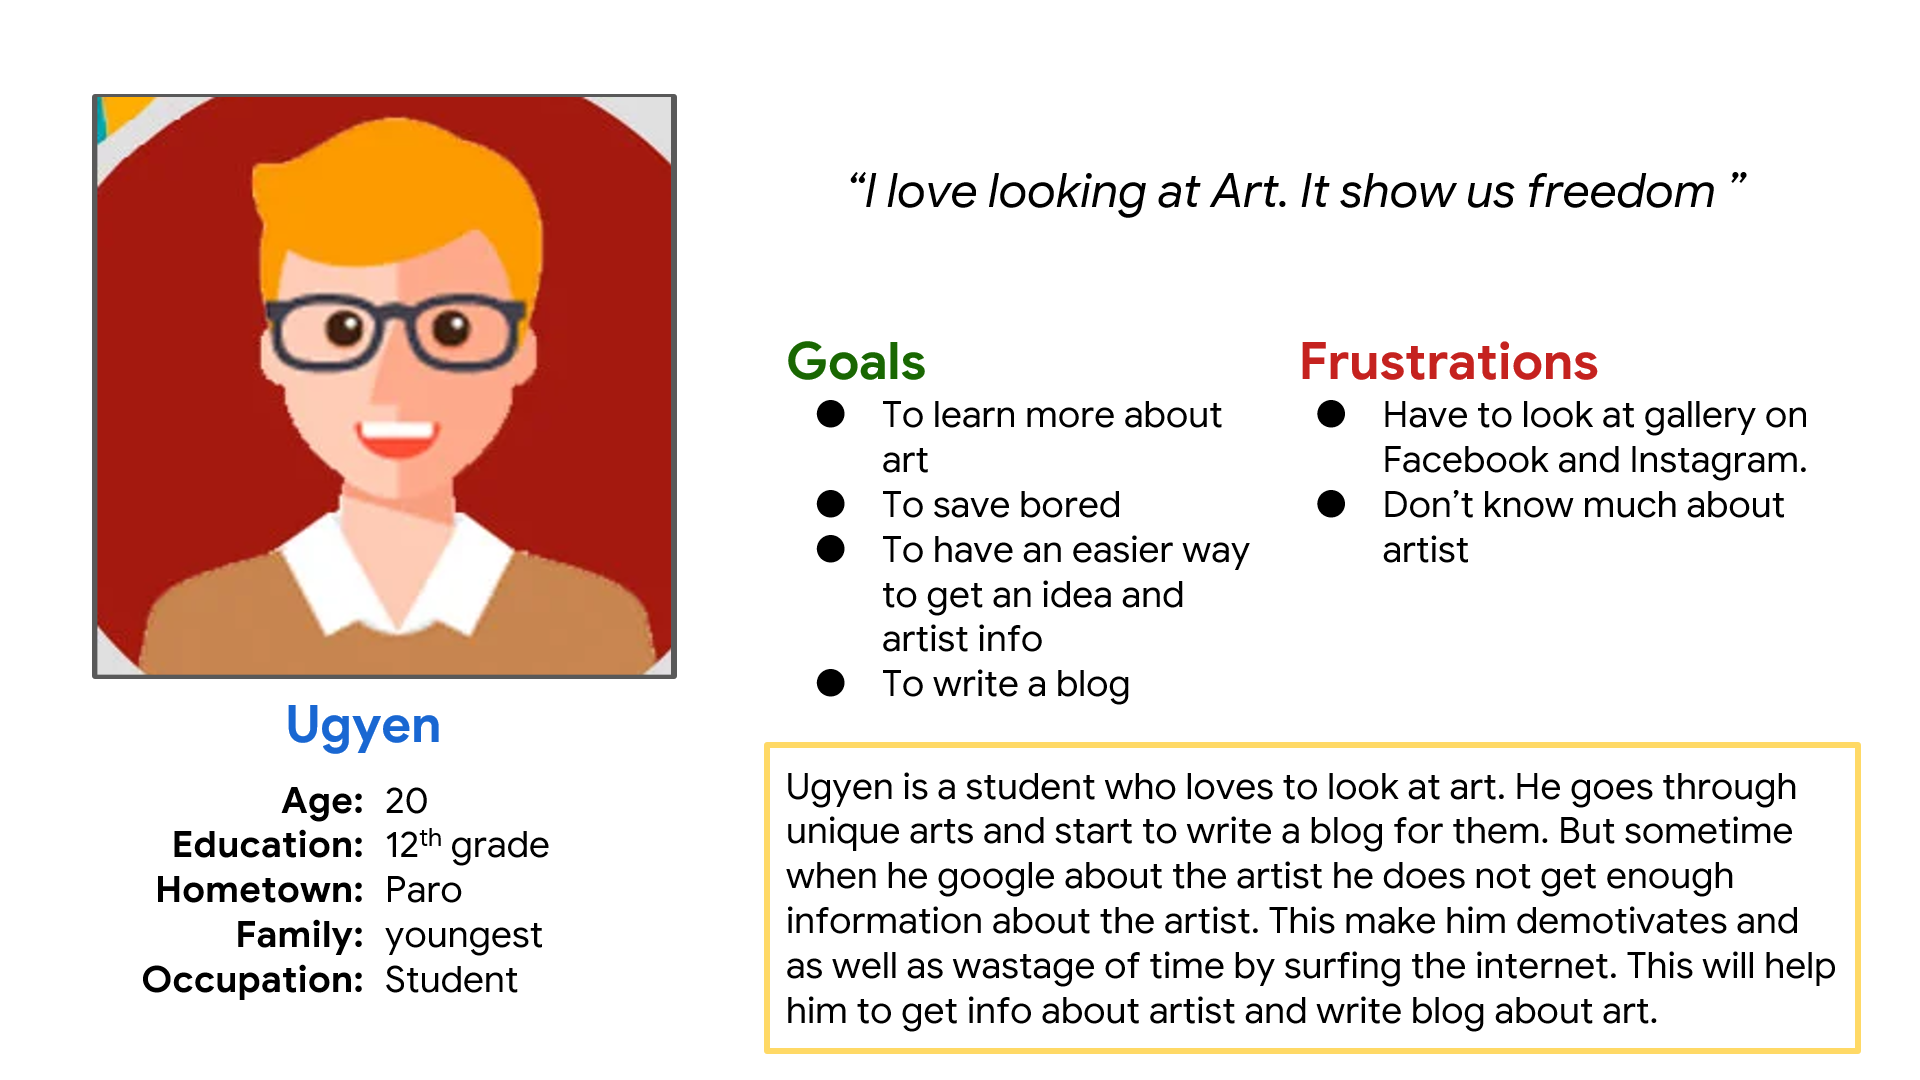 “I love looking at Art. It show us freedom ”
Goals
● To learn more about
art
● To save bored
● To have an easier way
to get an idea and
artist info
● To write a blog
Frustrations
● Have to look at gallery on
Facebook and Instagram.
● Don’t know much about
artist
Ugyen
Age: 20
Education: 12th grade
Hometown: Paro
Family: youngest
Occupation: Student
Ugyen is a student who loves to look at art. He goes through
unique arts and start to write a blog for them. But sometime
when he google about the artist he does not get enough
information about the artist. This make him demotivates and
as well as wastage of time by surfing the internet. This will help
him to get info about artist and write blog about art.